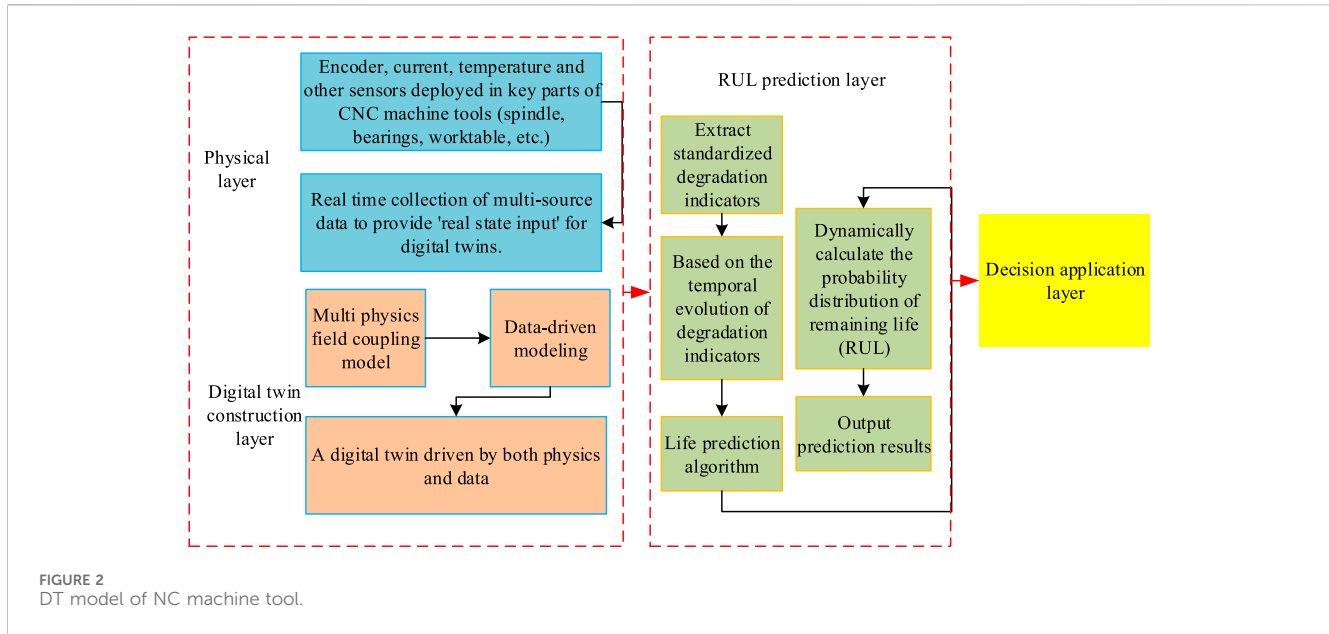 Physical
layer
Encoder, current, temperature and
other sensors deployed in key parts of
CNC machine tools (spindle,
bearings, worktable, etc.)
Real time collection of multi-source
data to provide 'real state input' for
digital twins.
Digital twin
construction
layer
Multi physics
field coupling
model
Data-driven
modeling
A digital twin driven by both physics
and data
RUL prediction layer
Extract
standardized
degradation
indicators
Based on the
temporal
evolution of
degradation
indicators
Life prediction
algorithm
Dynamically
calculate the
probability
distribution of
remaining life
(RUL)
Output
prediction results
Decision application
layer
FIGURE 2
DT model of NC machine tool.